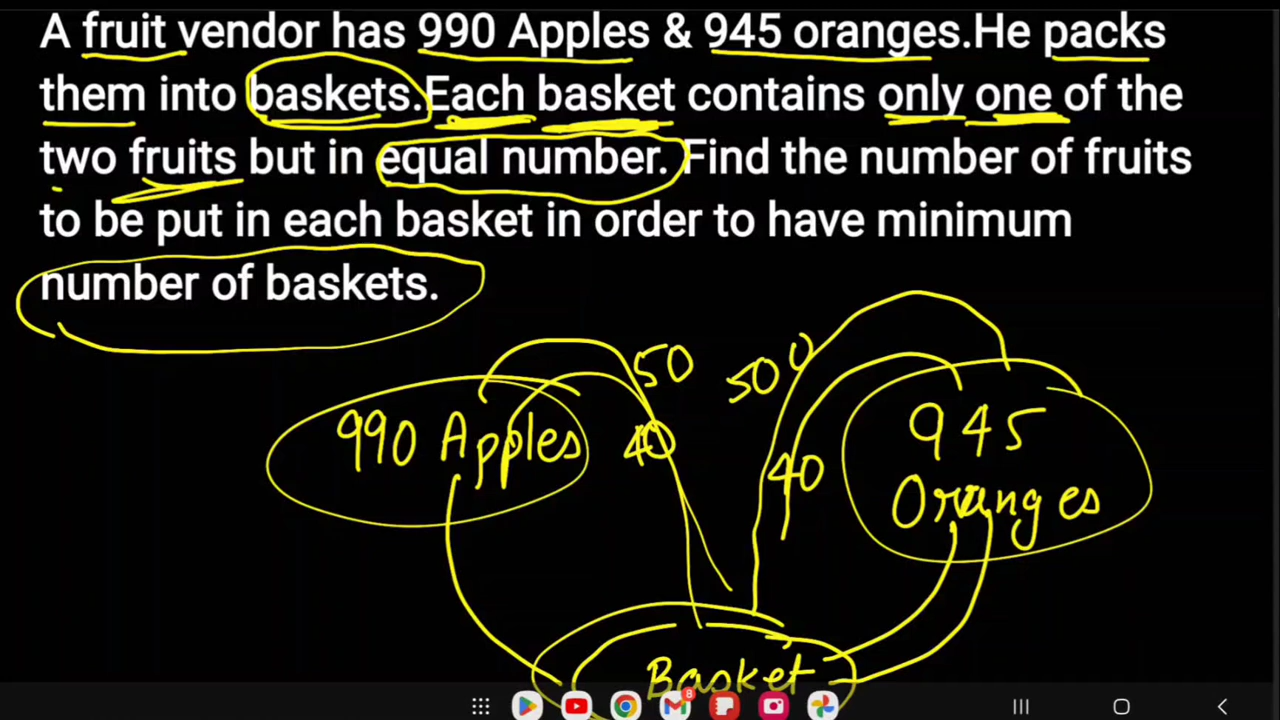 A fruit vendor has 990 Apples & 945 oranges.He packs
them into baskets.Each basket contains only one of the
two fruits but in equal number. Find the number of fruits
to be put in each basket in order to have minimum
number of baskets.
50
500
990 Apples
40
40
945
Oranges
Basket
8